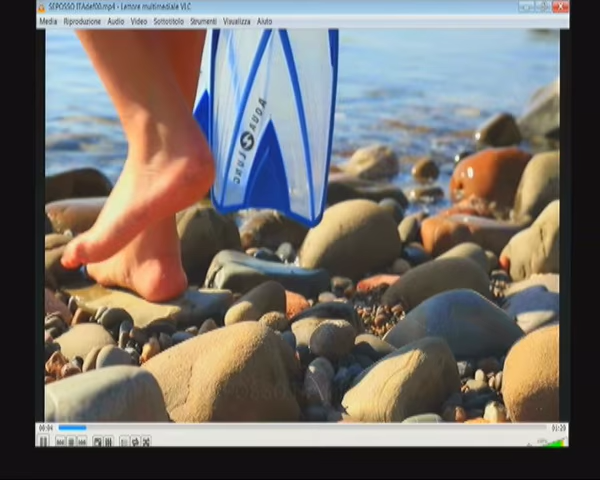 SEPOSSO ITAdef00.mp4 - Lettore multimediale VLC
Media Riproduzione Audio Video Sottotitolo Strumenti Visualizza Aiuto
AQUA
LUNG
00:04
01:29